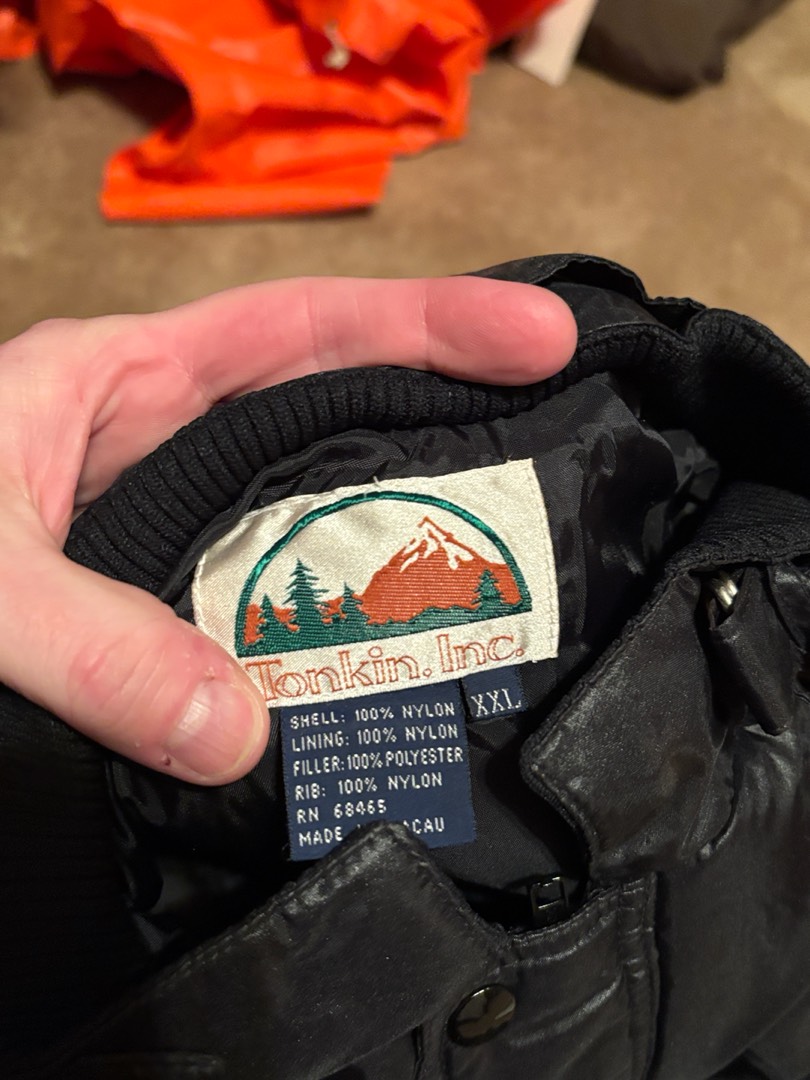 Tonkin. Inc.
XXL
SHELL: 100% NYLON
LINING: 100% NYLON
FILLER: 100% POLYESTER
RIB: 100% NYLON
RN 68465
MADE